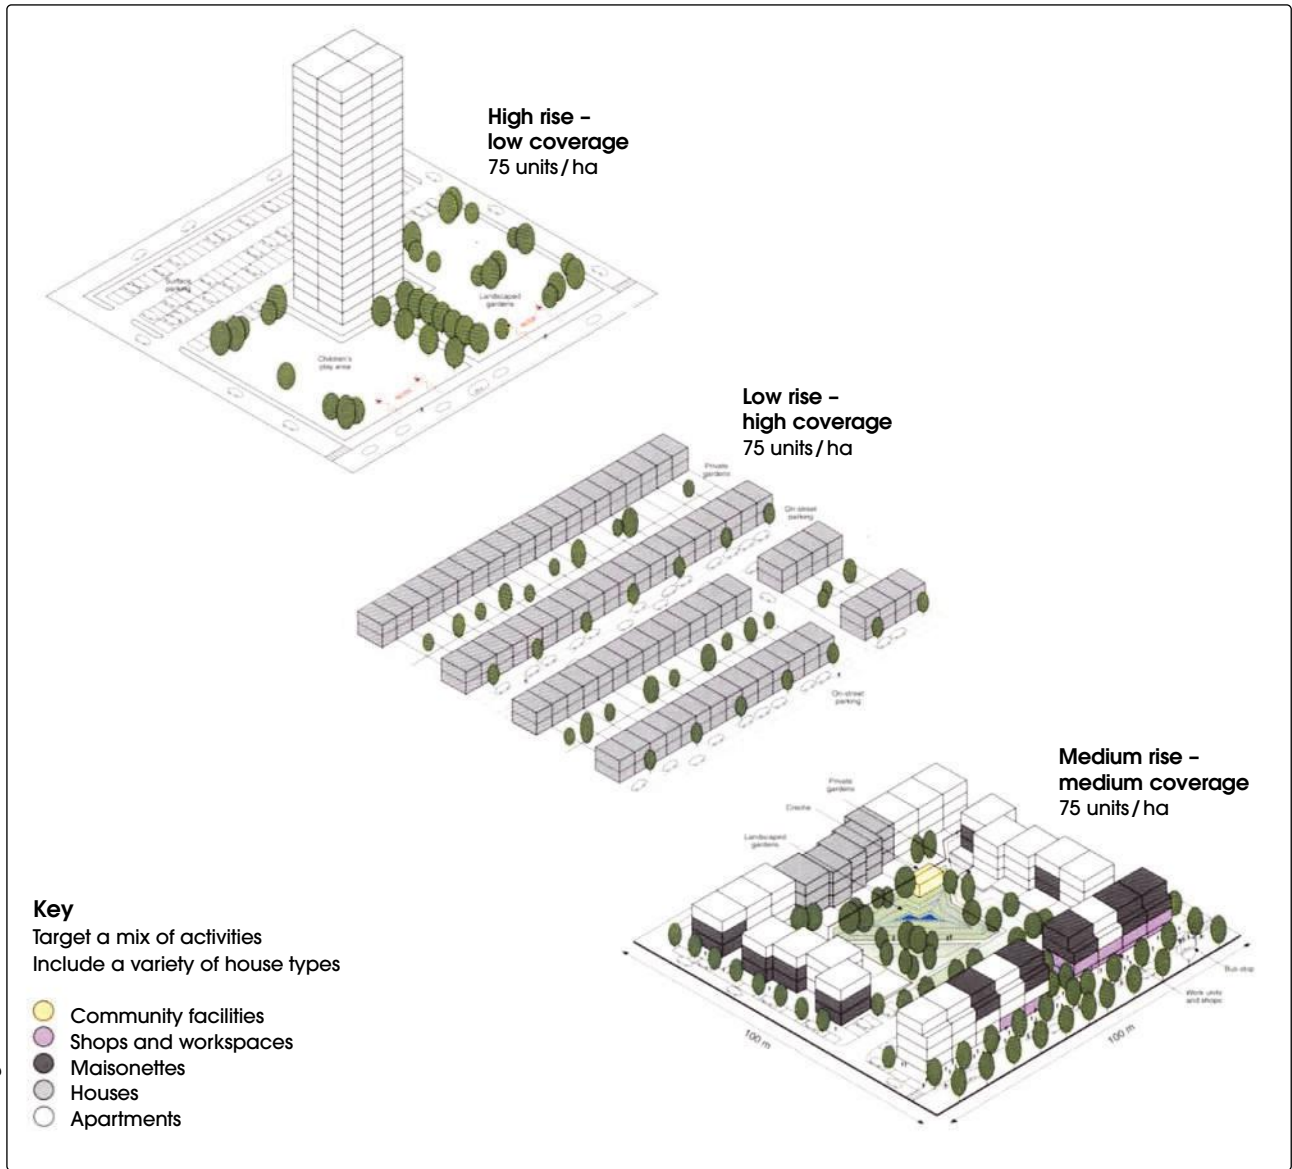 High rise –
low coverage
75 units/ha
Surface
parking
Landscaped
gardens
Children's
play area
Low rise –
high coverage
75 units/ha
Private
gardens
On-street
parking
On-street
parking
Medium rise –
medium coverage
75 units/ha
Private
gardens
Creche
Landscaped
gardens
Bus stop
Work units
and shops
100 m
100 m
Key
Target a mix of activities
Include a variety of house types
Community facilities
Shops and workspaces
Maisonettes
Houses
Apartments